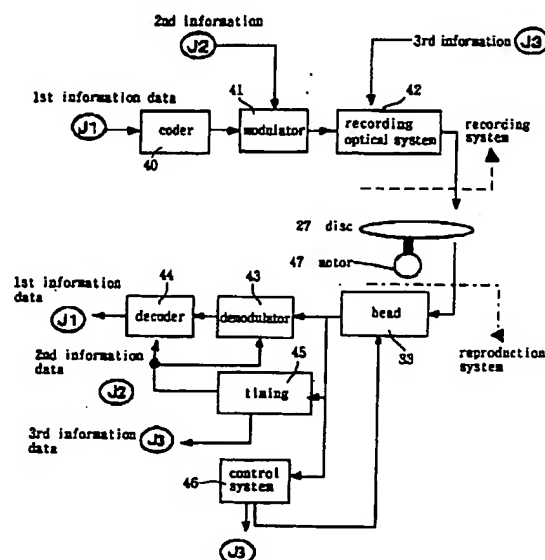 2nd information
J2
3rd information J3
1st information data
J1
coder
40
41
modulator
42
recording optical system
recording system
27 disc
47 motor
1st information data
J1
44
decoder
43
demodulator
head
33
reproduction system
2nd information data
J2
45
timing
3rd information data
J3
46
control system
J3